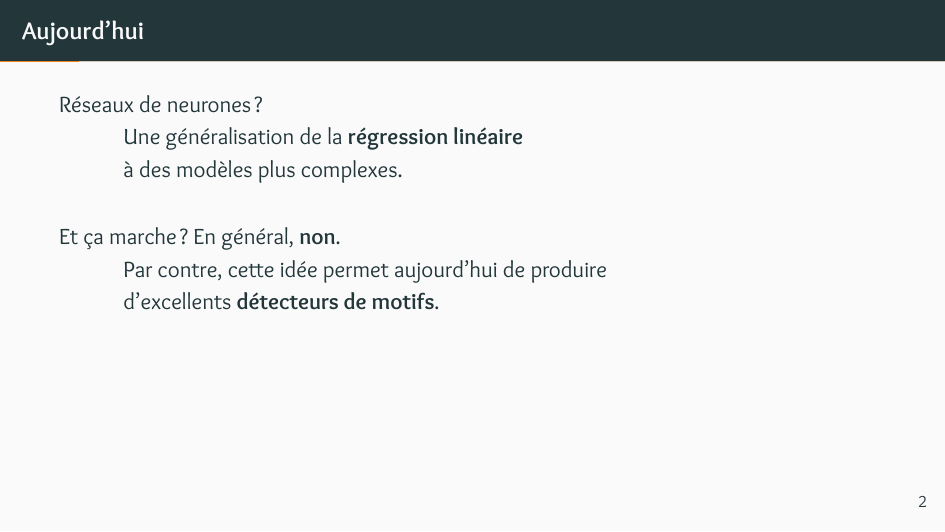 Aujourd’hui
Réseaux de neurones ?
Une généralisation de la régression linéaire
à des modèles plus complexes.
Et ça marche ? En général, non.
Par contre, cette idée permet aujourd’hui de produire
d’excellents détecteurs de motifs.
2